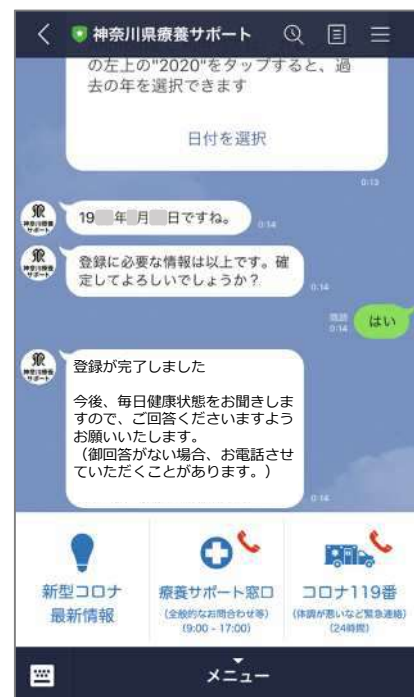 神奈川県療養サポート
の左上の"2020"をタップすると、過
去の年を選択できます
日付を選択
0:13
19 年 月 日ですね。
0:14
登録に必要な情報は以上です。確
定してよろしいでしょうか？
0:14
既読
0:14
はい
登録が完了しました
今後、毎日健康状態をお聞きしま
すので、ご回答くださいますよう
お願いいたします。
（御回答がない場合、お電話させ
ていただくことがあります。）
0:14
新型コロナ
最新情報
療養サポート窓口
(全般的なお問合わせ等)
(9:00 - 17:00)
コロナ119番
(体調が悪いなど緊急連絡)
(24時間)
メニュー